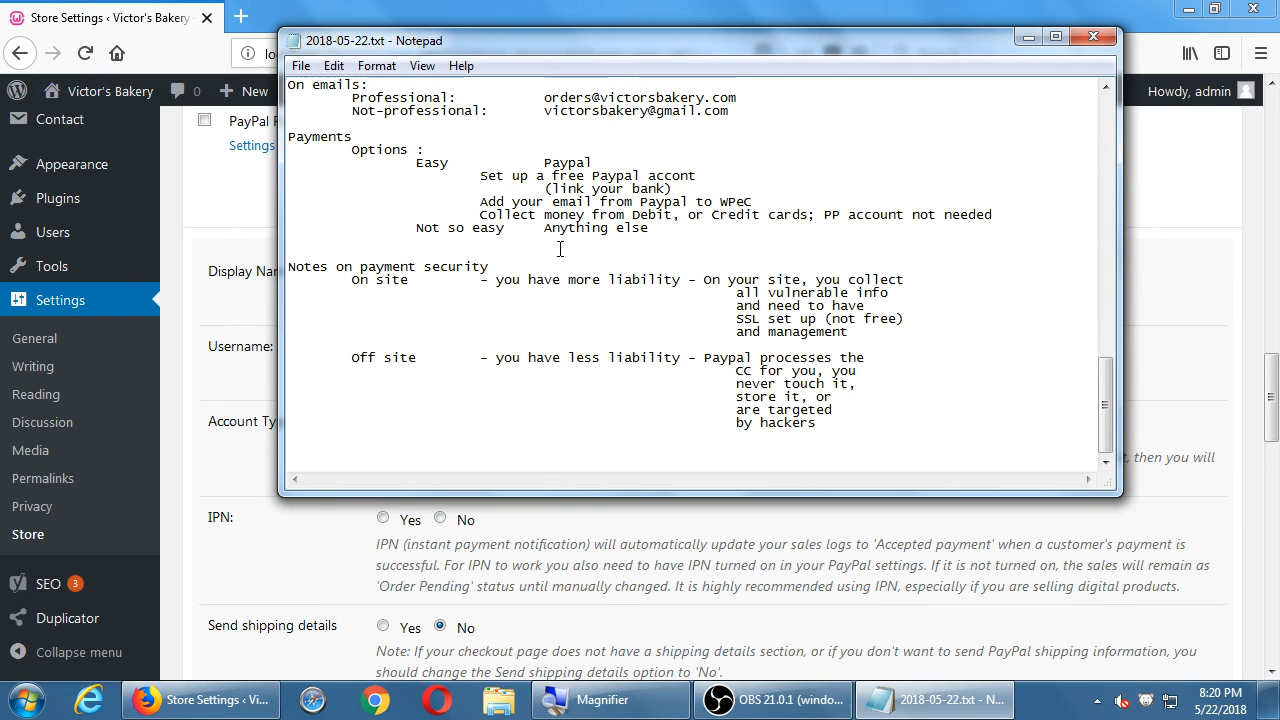 Store Settings ‹ Victor's Bakery
2018-05-22.txt - Notepad
File Edit Format View Help
Victor's Bakery 0 New
Howdy, admin
On emails:
Professional: orders@victorsbakery.com
Not-professional: victorsbakery@gmail.com
Payments
Options :
Easy Paypal
Set up a free Paypal accont
(link your bank)
Add your email from Paypal to WPeC
Collect money from Debit, or Credit cards; PP account not needed
Not so easy Anything else
Notes on payment security
On site - you have more liability - On your site, you collect
all vulnerable info
and need to have
SSL set up (not free)
and management
Off site - you have less liability - Paypal processes the
CC for you, you
never touch it,
store it, or
are targeted
by hackers
Contact
Appearance
Plugins
Users
Tools
Settings
General
Writing
Reading
Discussion
Media
Permalinks
Privacy
Store
SEO 3
Duplicator
Collapse menu
PayPal
Settings
Display
Username:
Account
t, then you will
IPN: Yes No
IPN (instant payment notification) will automatically update your sales logs to 'Accepted payment' when a customer's payment is
successful. For IPN to work you also need to have IPN turned on in your PayPal settings. If it is not turned on, the sales will remain as
'Order Pending' status until manually changed. It is highly recommended using IPN, especially if you are selling digital products.
Send shipping details Yes No
Note: If your checkout page does not have a shipping details section, or if you don't want to send PayPal shipping information, you
should change the Send shipping details option to 'No'.
Store Settings ‹ Vi...
Magnifier
OBS 21.0.1 (windo...
2018-05-22.txt - N...
8:20 PM
5/22/2018